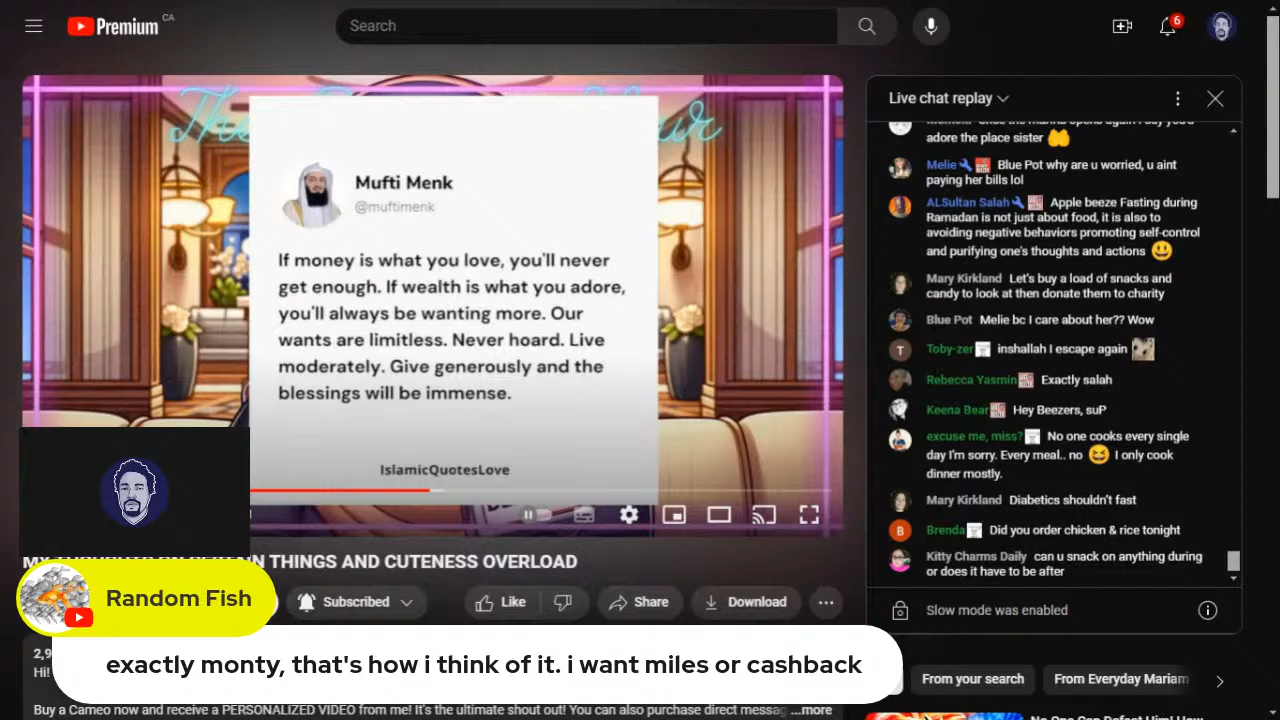 Premium CA
Search
6
Mufti Menk
@muftimenk
If money is what you love, you'll never
get enough. If wealth is what you adore,
you'll always be wanting more. Our
wants are limitless. Never hoard. Live
moderately. Give generously and the
blessings will be immense.
IslamicQuotesLove
THINGS AND CUTENESS OVERLOAD
Subscribed
Like
Share
Download
Random Fish
exactly monty, that's how i think of it. i want miles or cashback
2,9
Hi!
Buy a Cameo now and receive a PERSONALIZED VIDEO from me! It's the ultimate shout out! You can also purchase direct messag ...more
Live chat replay
adore the place sister
Melie Blue Pot why are u worried, u aint
paying her bills lol
ALSultan Salah Apple beeze Fasting during
Ramadan is not just about food, it is also to
avoiding negative behaviors promoting self-control
and purifying one's thoughts and actions
Mary Kirkland Let's buy a load of snacks and
candy to look at then donate them to charity
Blue Pot Melie bc I care about her?? Wow
T Toby-zer inshallah I escape again
Rebecca Yasmin Exactly salah
Keena Bear Hey Beezers, suP
excuse me, miss? No one cooks every single
day I'm sorry. Every meal.. no I only cook
dinner mostly.
Mary Kirkland Diabetics shouldn't fast
B Brenda Did you order chicken & rice tonight
Kitty Charms Daily can u snack on anything during
or does it have to be after
Slow mode was enabled
From your search
From Everyday Mariam
No One Can Defeat Him! How